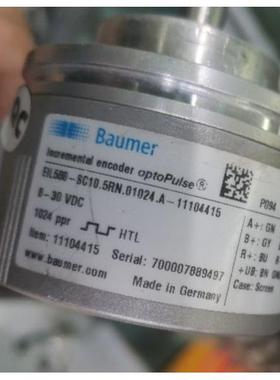 Baumer
Incremental encoder optoPulse®
EIL580-SC10.5RN.01024.A-11104415
8-30 VDC
1024 ppr HTL
Item: 11104415 Serial: 700007889497
www.baumer.com Made in Germany
P094
A+: GN
B+: GY
R+: BU
+UB: BN
Case: Screen